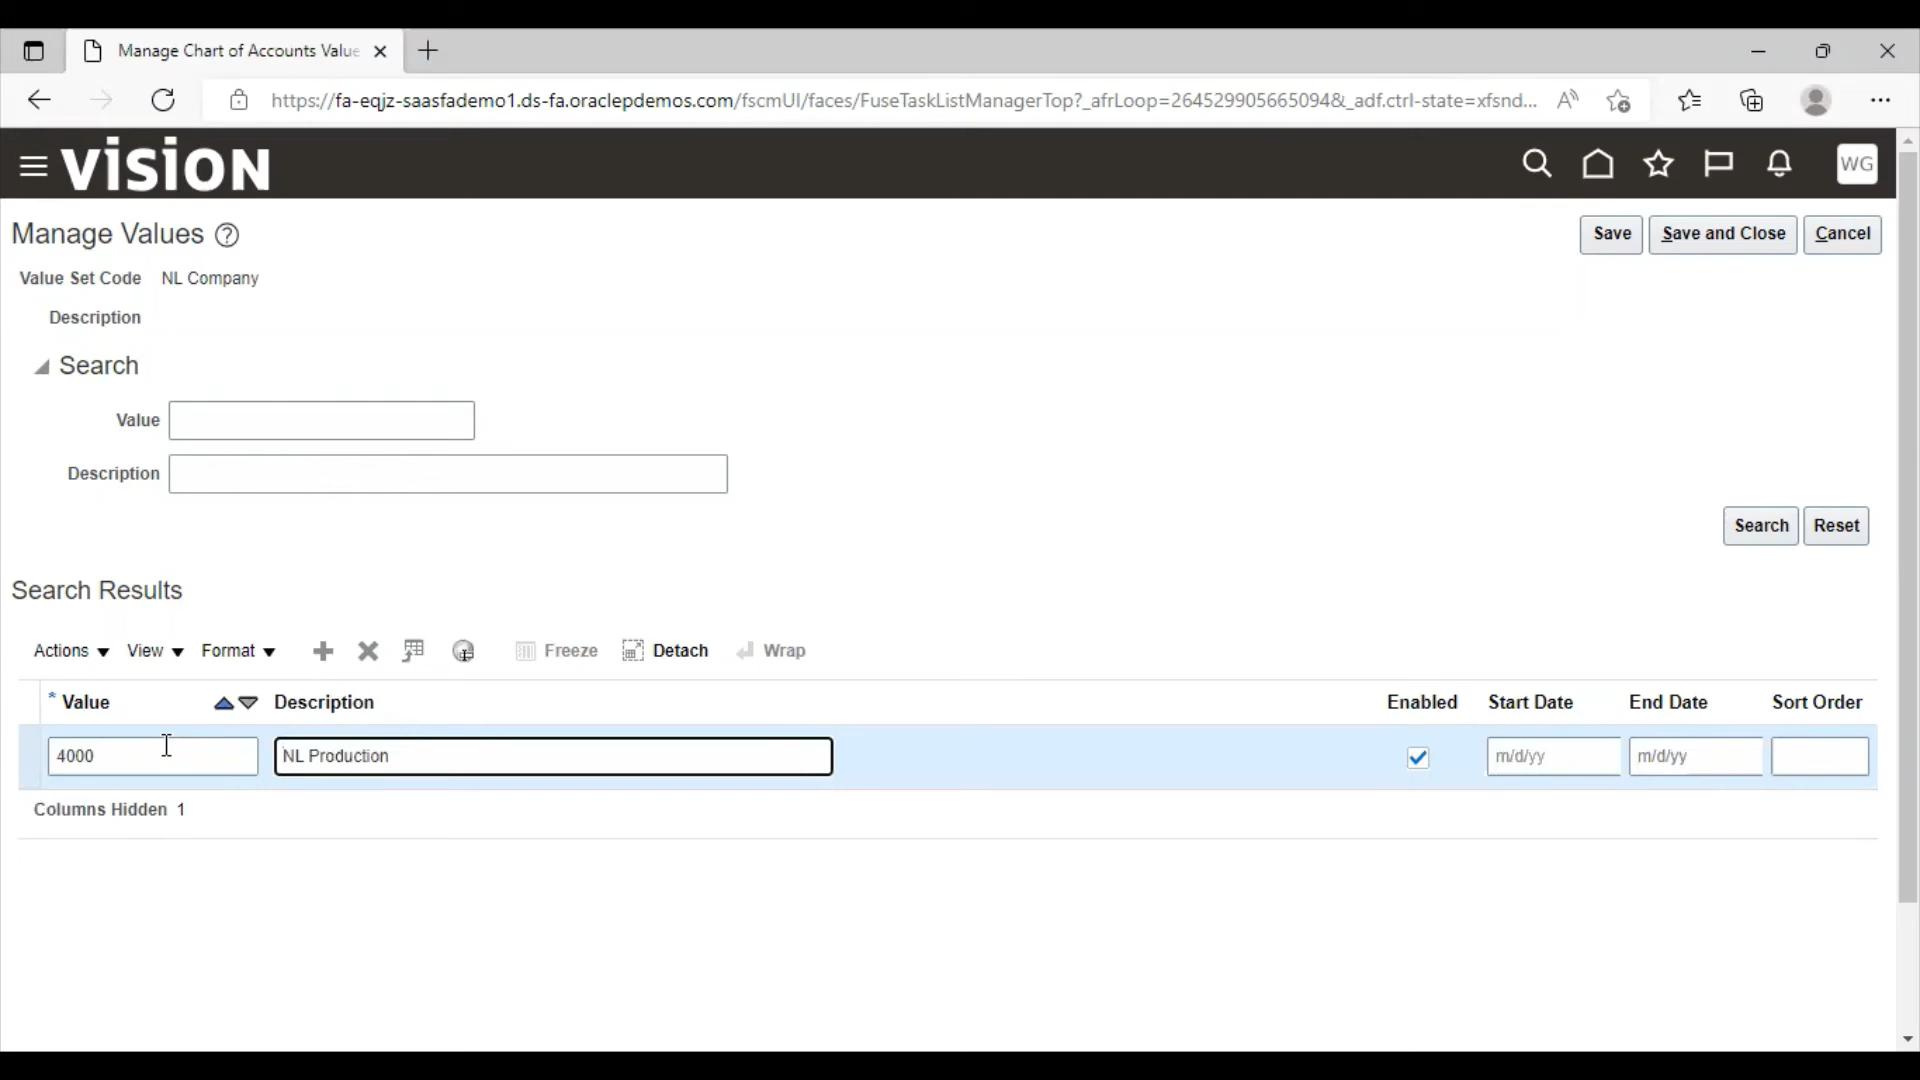 Manage Chart of Accounts Value
https://fa-eqjz-saasfademo1.ds-fa.oraclepdemos.com/fscmUI/faces/FuseTaskListManagerTop?_afrLoop=264529905665094&_adf.ctrl-state=xfsnd...
VISION
WG
Manage Values
Save
Save and Close
Cancel
Value Set Code NL Company
Description
Search
Value
Description
Search
Reset
Search Results
Actions View Format Freeze Detach Wrap
* Value Description Enabled Start Date End Date Sort Order
4000 NL Production m/d/yy m/d/yy
Columns Hidden 1